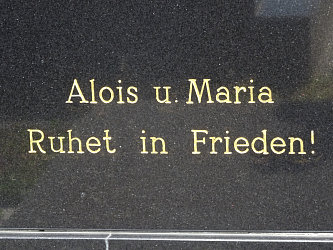 Alois u. Maria
Ruhet in Frieden!